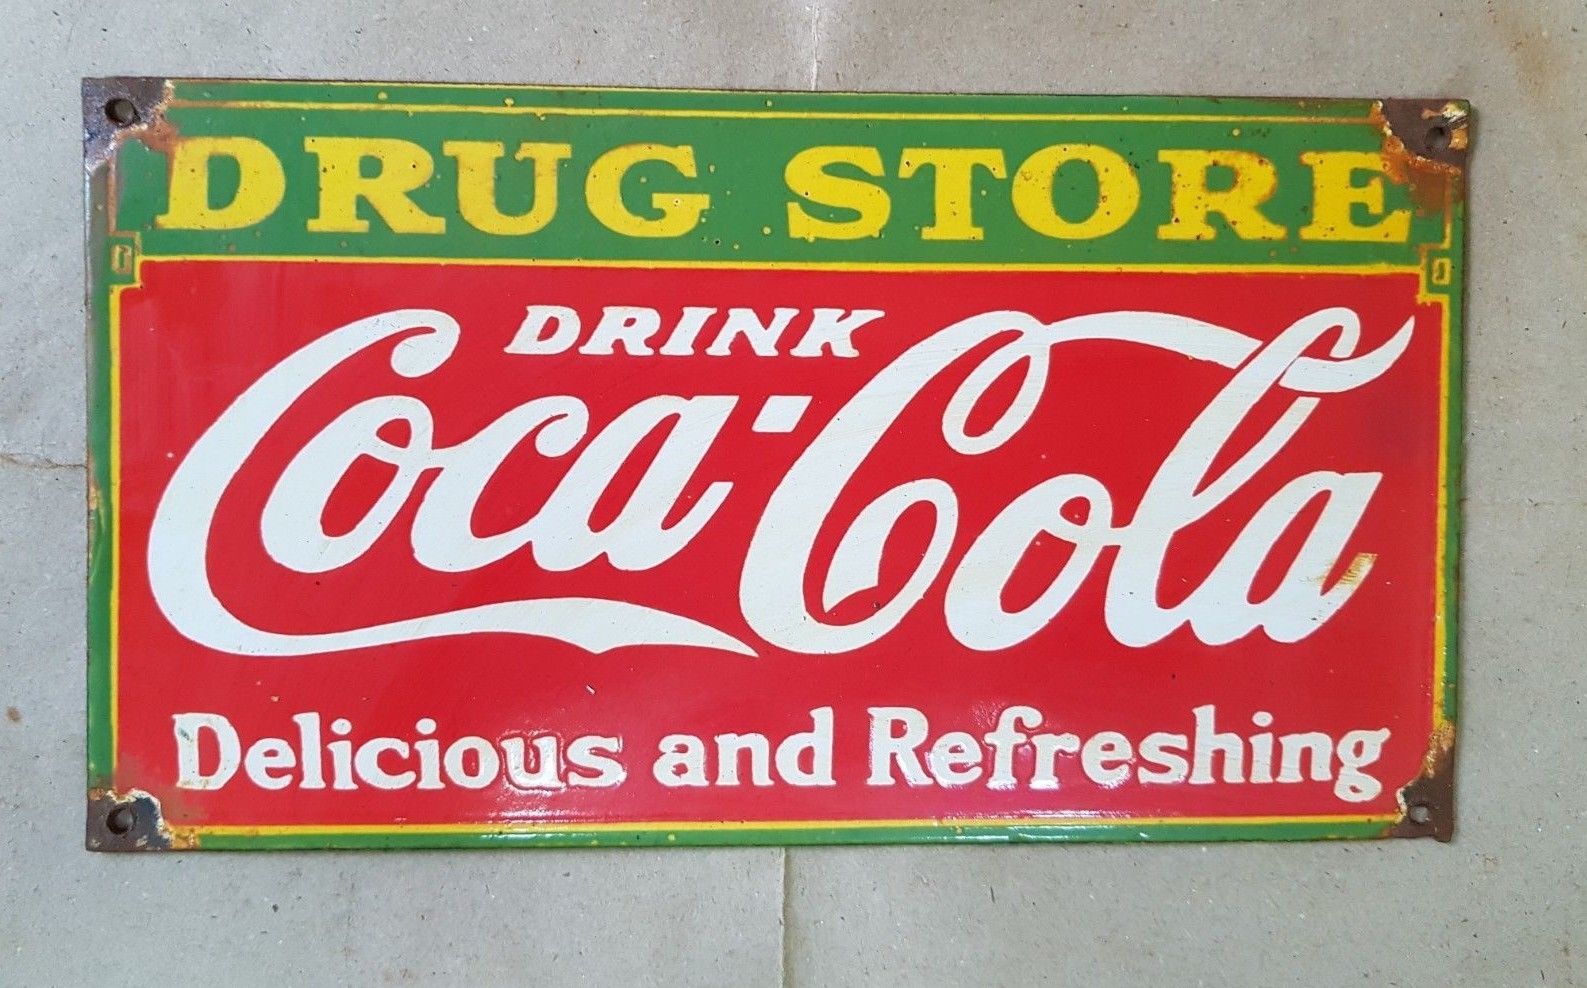 DRUG STORE
DRINK
Coca-Cola
Delicious and Refreshing